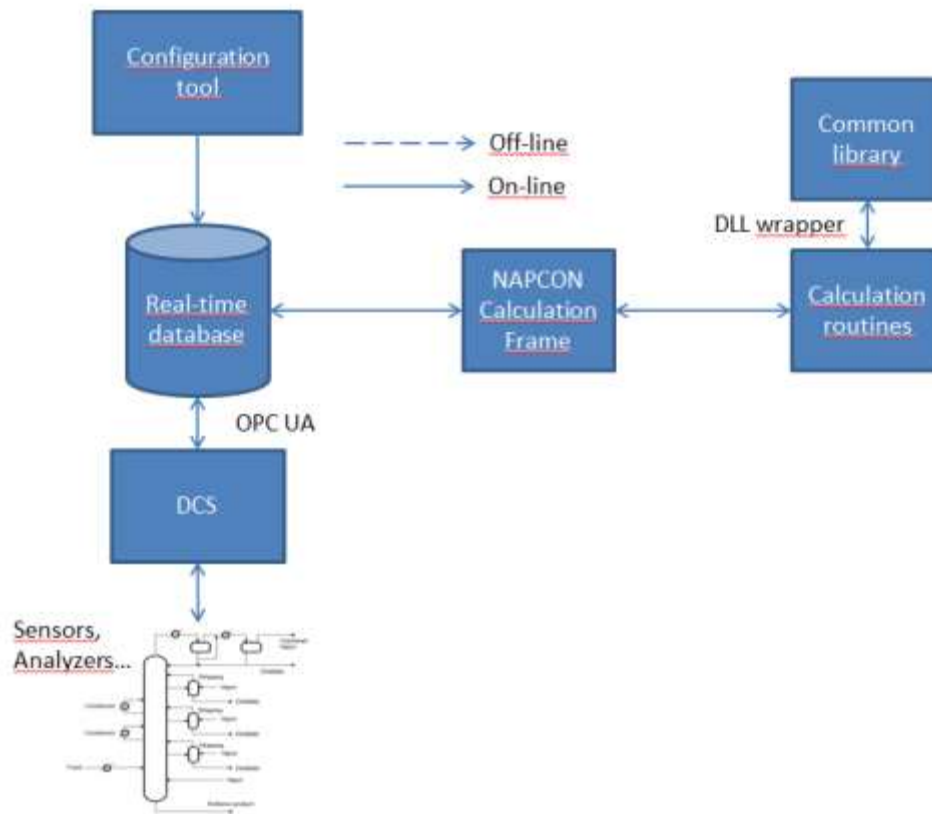 Configuration
tool
Off-line
On-line
Common
library
DLL wrapper
Real-time
database
NAPCON
Calculation
Frame
Calculation
routines
OPC UA
DCS
Sensors,
Analyzers...